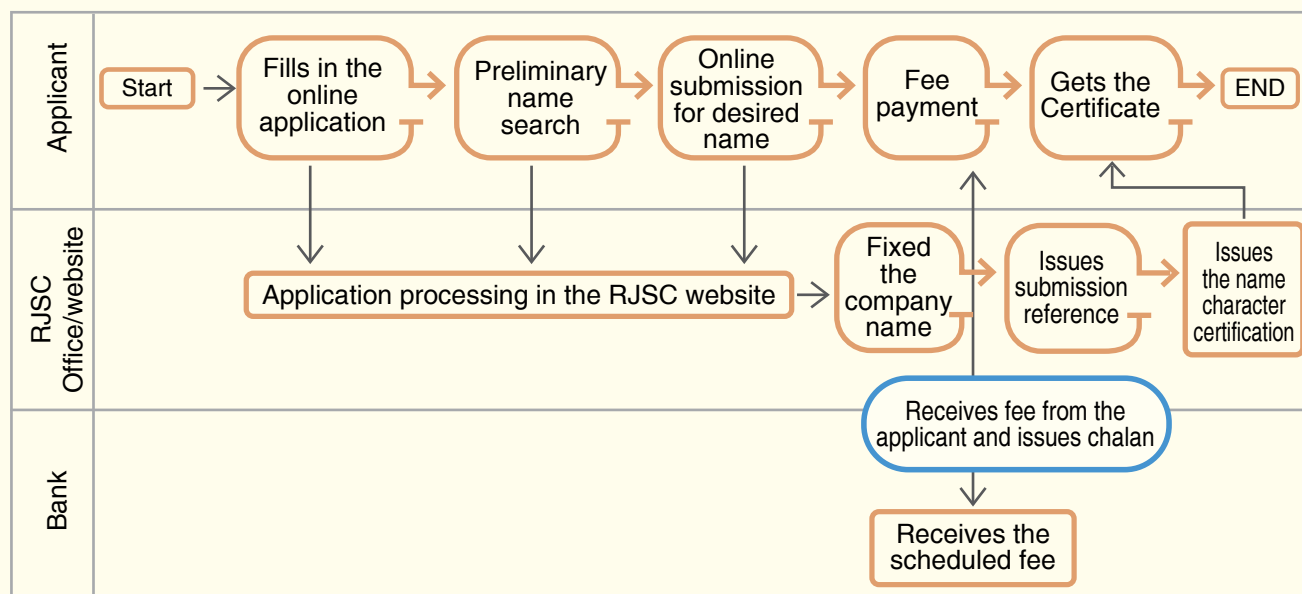 Applicant
Start
Fills in the
online
application
Preliminary
name
search
Online
submission
for desired
name
Fee
payment
Gets the
Certificate
END
RJSC
Office/website
Application processing in the RJSC website
Fixed
the
company
name
Issues
submission
reference
Issues
the name
character
certification
Receives fee from the
applicant and issues chalan
Bank
Receives the
scheduled fee